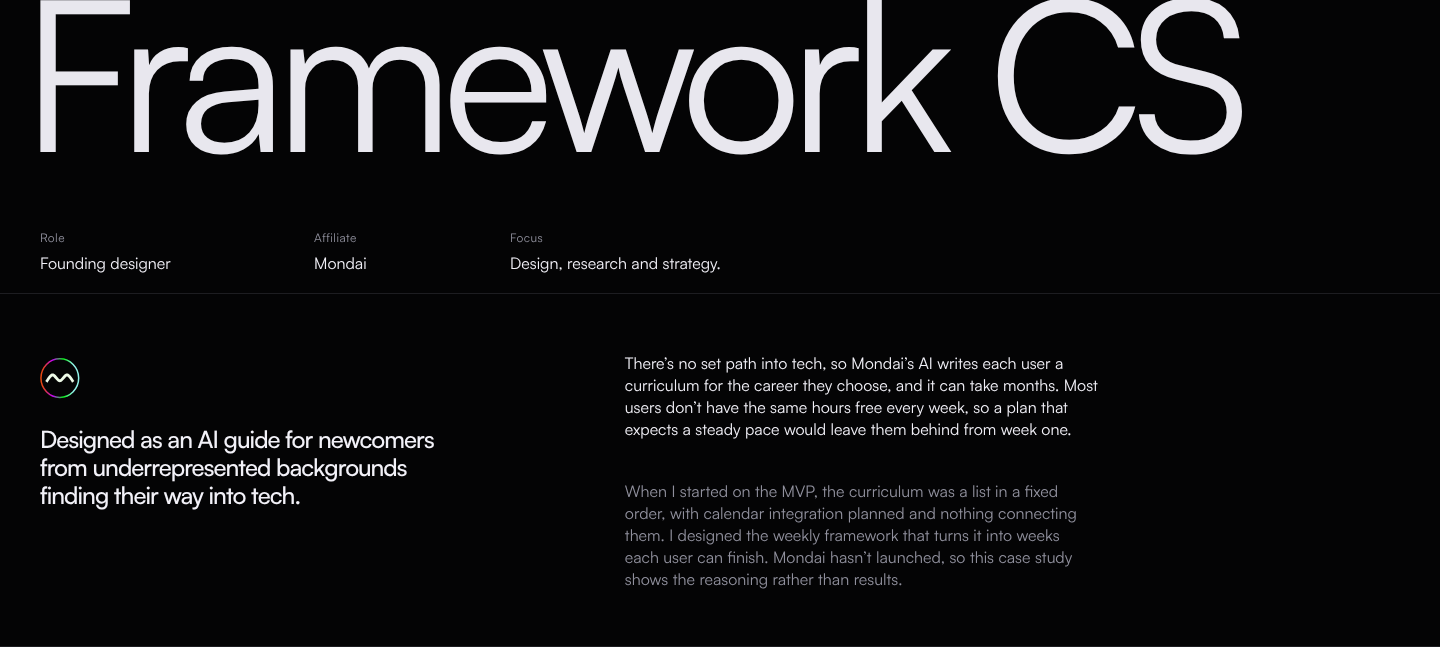 Framework CS
Role
Affiliate
Focus
Founding designer
Mondai
Design, research and strategy.
Designed as an AI guide for newcomers
from underrepresented backgrounds
finding their way into tech.
There’s no set path into tech, so Mondai’s AI writes each user a
curriculum for the career they choose, and it can take months. Most
users don’t have the same hours free every week, so a plan that
expects a steady pace would leave them behind from week one.
When I started on the MVP, the curriculum was a list in a fixed
order, with calendar integration planned and nothing connecting
them. I designed the weekly framework that turns it into weeks
each user can finish. Mondai hasn’t launched, so this case study
shows the reasoning rather than results.